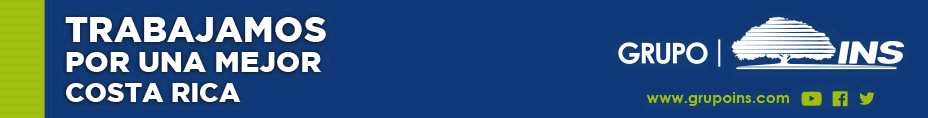 TRABAJAMOS
POR UNA MEJOR
COSTA RICA
GRUPO | INS
www.grupoins.com